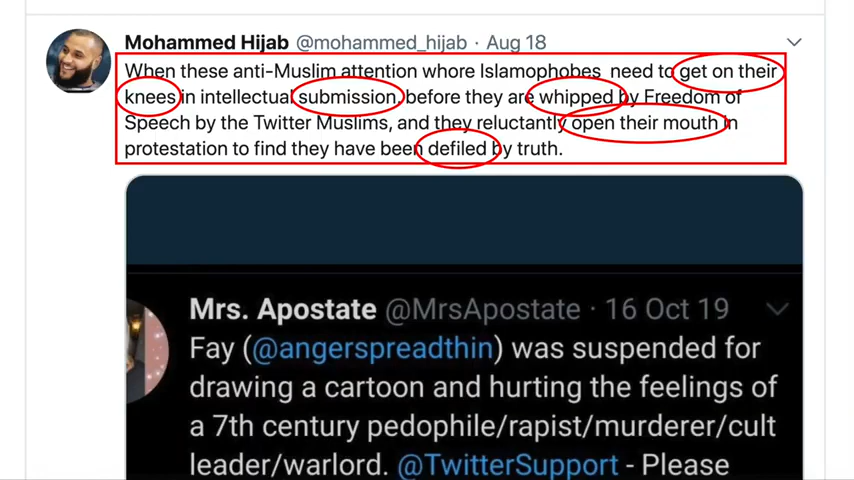 Mohammed Hijab @mohammed_hijab · Aug 18
When these anti-Muslim attention whore Islamophobes need to get on their
knees in intellectual submission, before they are whipped by Freedom of
Speech by the Twitter Muslims, and they reluctantly open their mouth in
protestation to find they have been defiled by truth.
Mrs. Apostate @MrsApostate · 16 Oct 19
Fay (@angerspreadthin) was suspended for
drawing a cartoon and hurting the feelings of
a 7th century pedophile/rapist/murderer/cult
leader/warlord. @TwitterSupport - Please